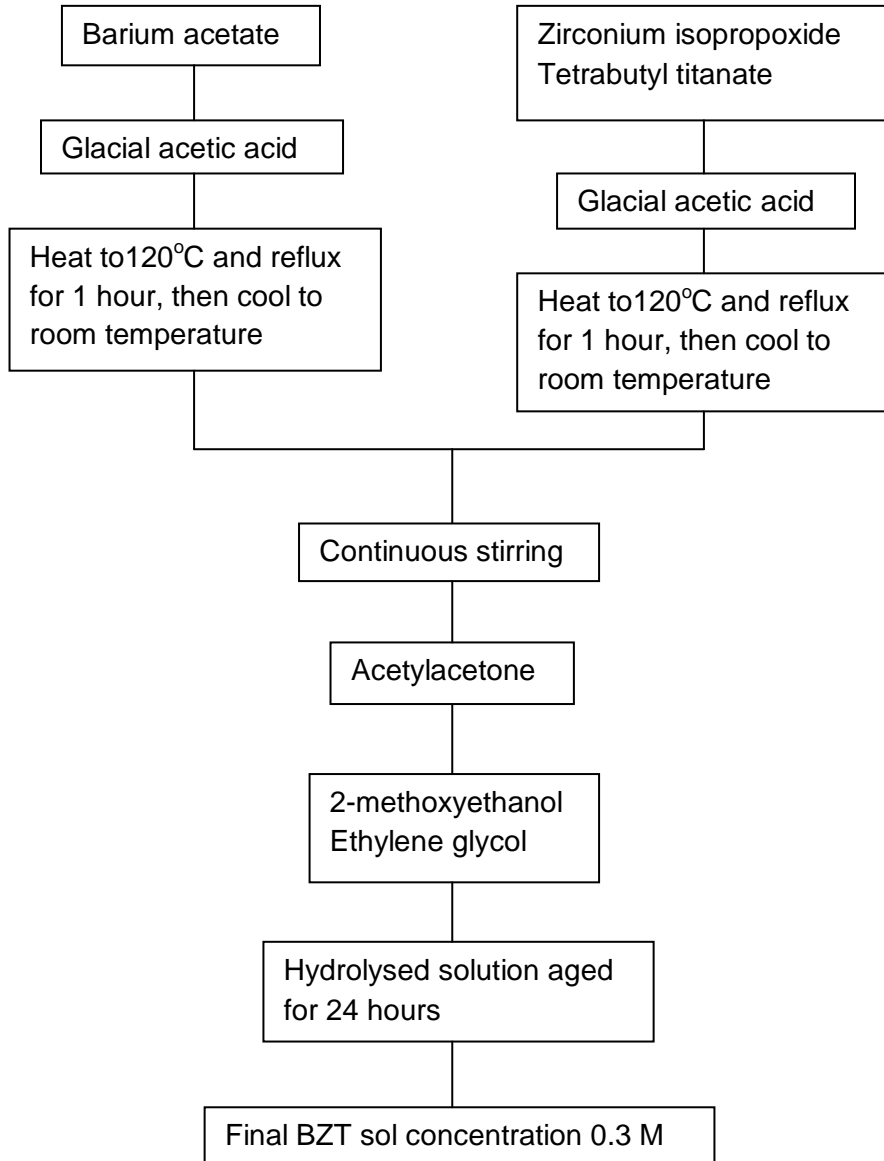 Barium acetate
Zirconium isopropoxide
Tetrabutyl titanate
Glacial acetic acid
Glacial acetic acid
Heat to120°C and reflux
for 1 hour, then cool to
room temperature
Heat to120°C and reflux
for 1 hour, then cool to
room temperature
Continuous stirring
Acetylacetone
2-methoxyethanol
Ethylene glycol
Hydrolysed solution aged
for 24 hours
Final BZT sol concentration 0.3 M